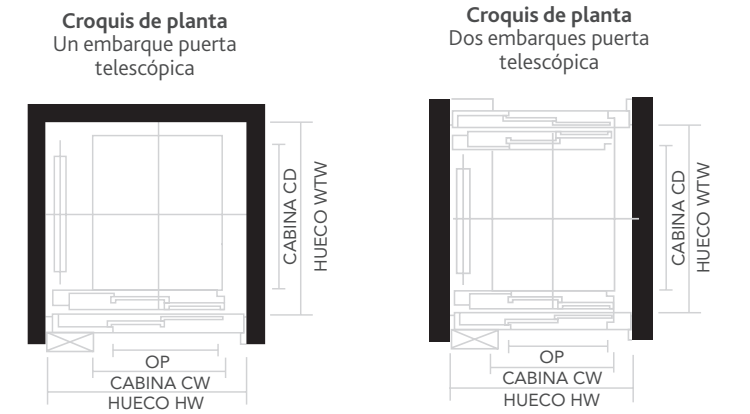 Croquis de planta
Un embarque puerta
telescópica
CABINA CD
HUECO WTW
OP
CABINA CW
HUECO HW
Croquis de planta
Dos embarques puerta
telescópica
CABINA CD
HUECO WTW
OP
CABINA CW
HUECO HW